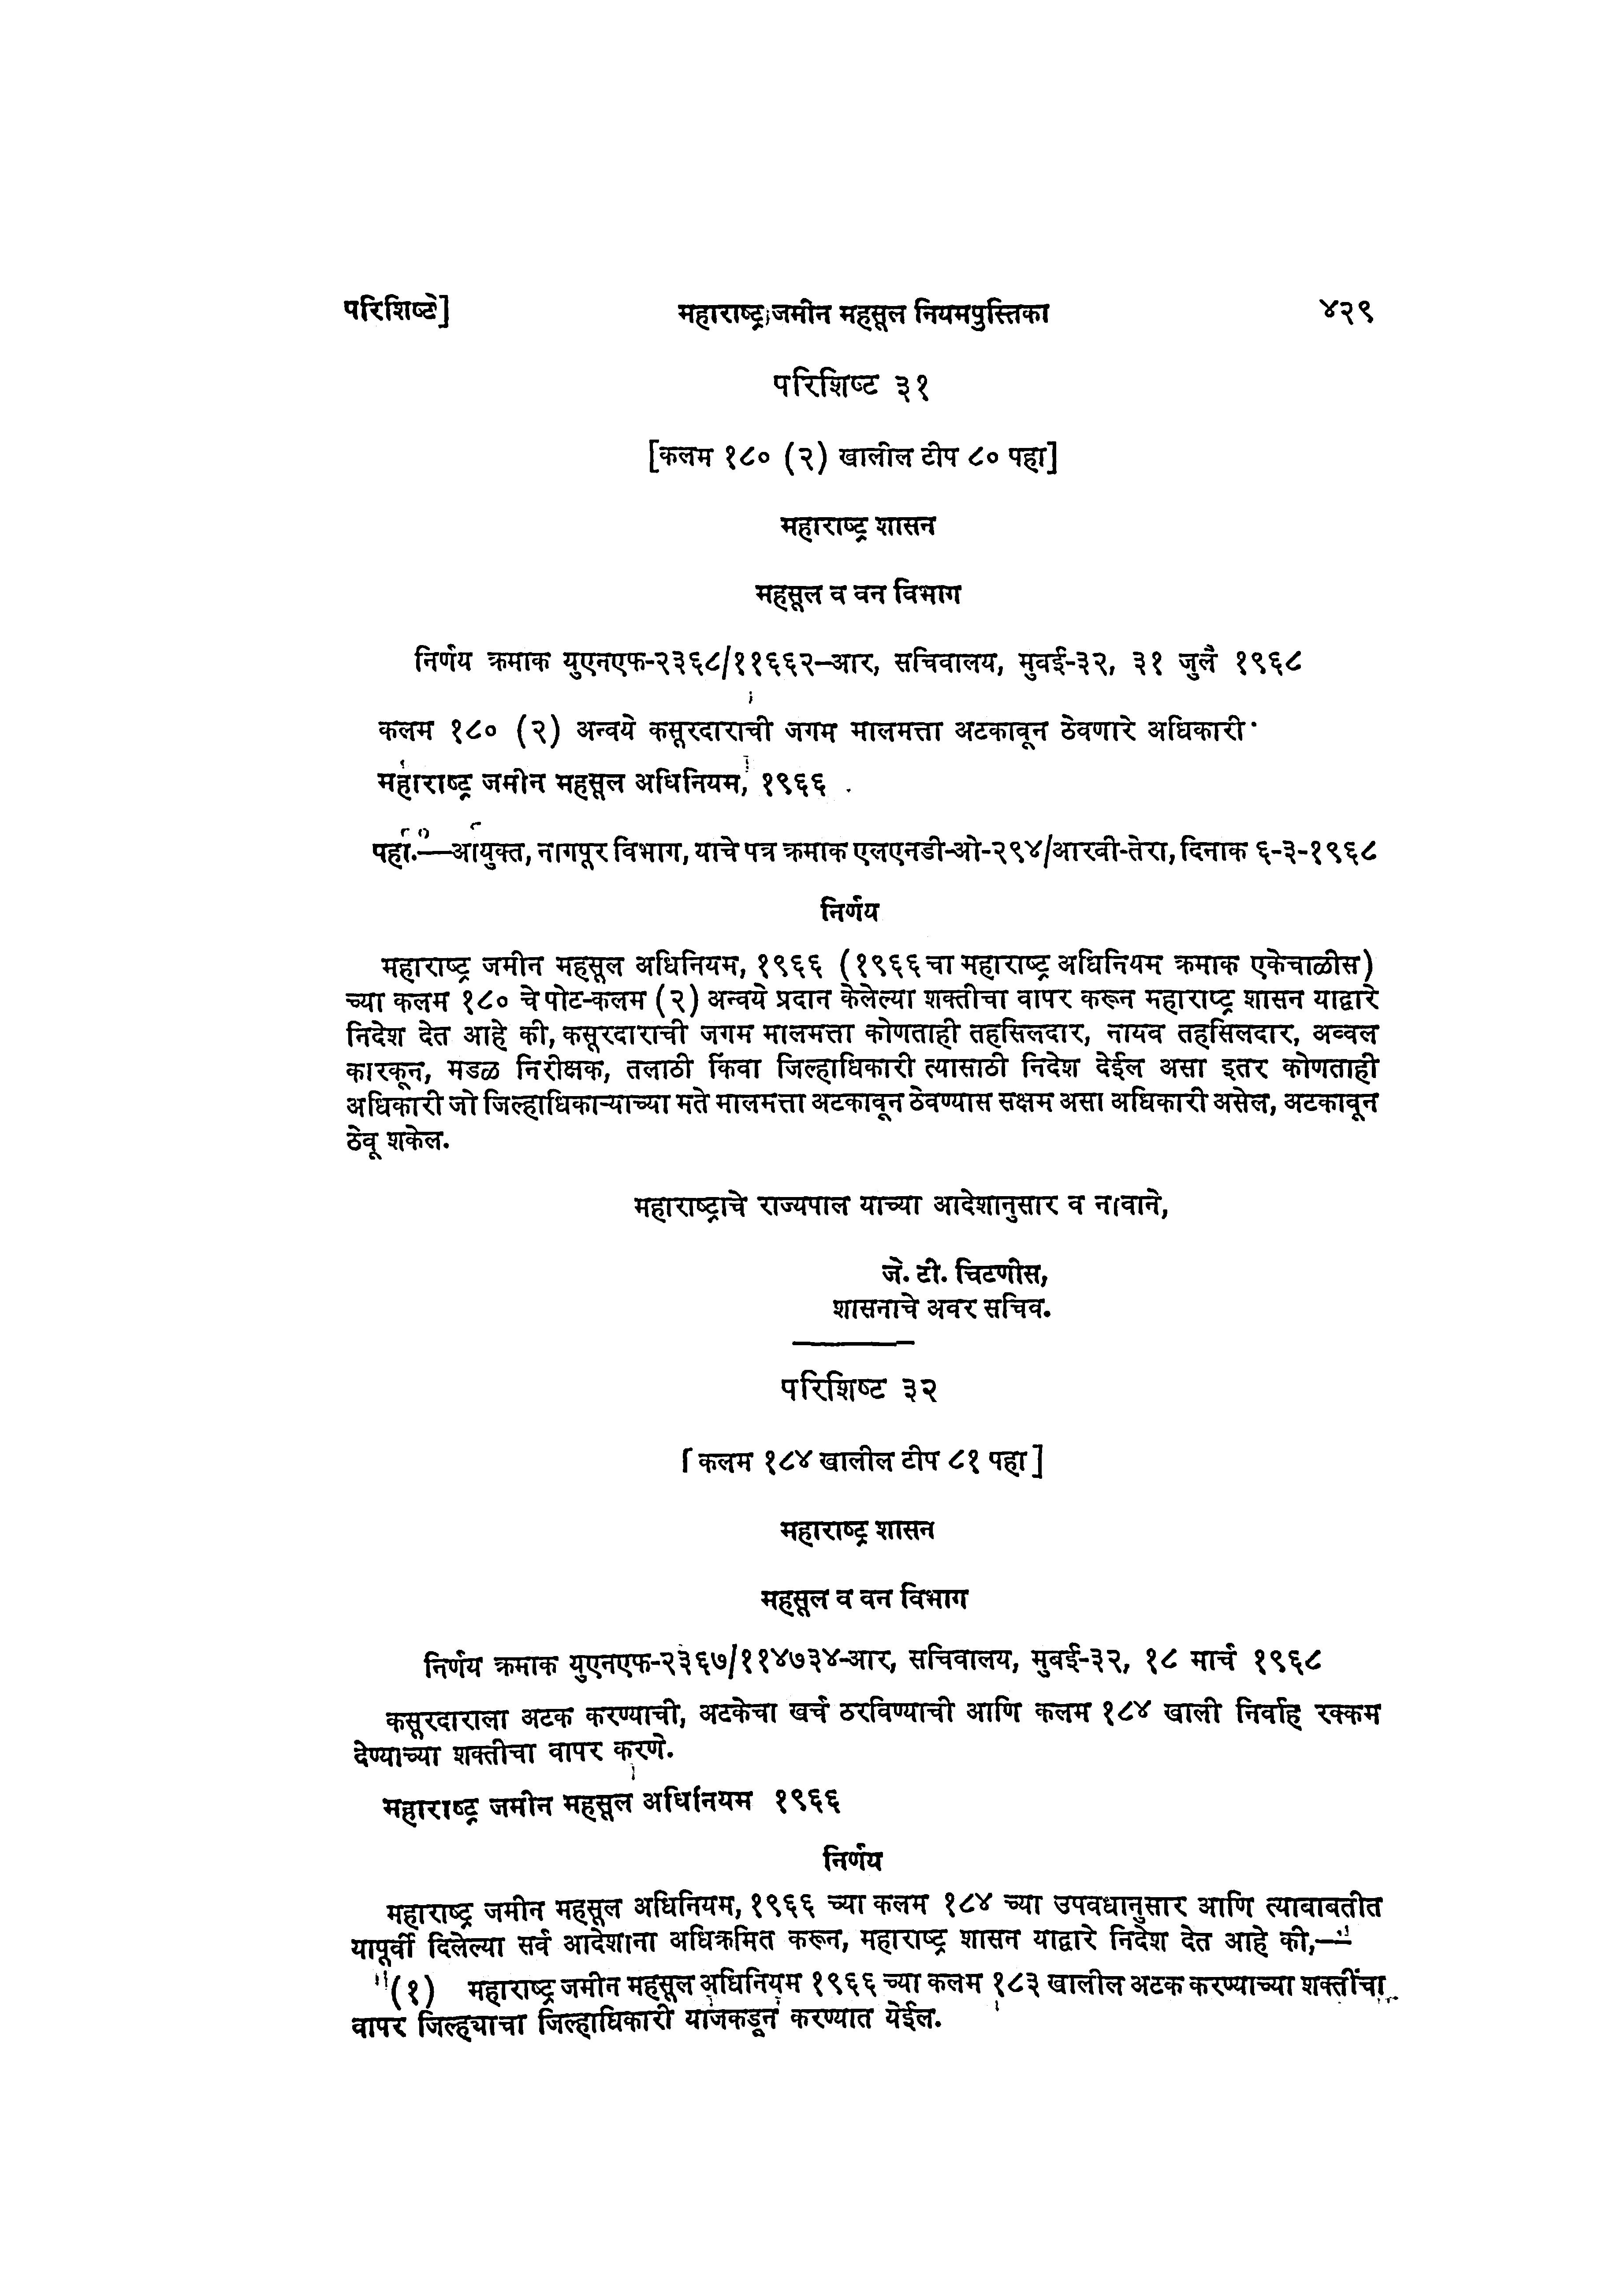 परिशिष्टे]
महाराष्ट्र जमीन महसूल नियमपुस्तिका
४२९
परिशिष्ट ३१
[कलम १८० (२) खालील टीप ८० पहा]
महाराष्ट्र शासन
महसूल व वन विभाग
निर्णय क्रमाक युएनएफ-२३६८/११६६२-आर, सचिवालय, मुवई-३२, ३१ जुलै १९६८
कलम १८० (२) अन्वये कसूरदाराची जगम मालमत्ता अटकावून ठेवणारे अधिकारी
महाराष्ट्र जमीन महसूल अधिनियम, १९६६
पहा.—आयुक्त, नागपूर विभाग, याचे पत्र क्रमाक एलएनडी-ओ-२९४/आरवी-तेरा, दिनाक ६-३-१९६८
निर्णय
महाराष्ट्र जमीन महसूल अधिनियम, १९६६ (१९६६ चा महाराष्ट्र अधिनियम क्रमाक एकेचाळीस)
च्या कलम १८० चे पोट-कलम (२) अन्वये प्रदान केलेल्या शक्तीचा वापर करून महाराष्ट्र शासन याद्वारे
निदेश देत आहे की, कसूरदाराची जगम मालमत्ता कोणताही तहसिलदार, नायव तहसिलदार, अव्वल
कारकून, मडळ निरीक्षक, तलाठी किंवा जिल्हाधिकारी त्यासाठी निदेश देईल असा इतर कोणताही
अधिकारी जो जिल्हाधिकाऱ्याच्या मते मालमत्ता अटकावून ठेवण्यास सक्षम असा अधिकारी असेल, अटकावून
ठेवू शकेल.
महाराष्ट्राचे राज्यपाल याच्या आदेशानुसार व नावाने,
जे. टी. चिटणीस,
शासनाचे अवर सचिव.
परिशिष्ट ३२
[कलम १८४ खालील टीप ८१ पहा]
महाराष्ट्र शासन
महसूल व वन विभाग
निर्णय क्रमाक युएनएफ-२३६७/११४७३४-आर, सचिवालय, मुवई-३२, १८ मार्च १९६८
कसूरदाराला अटक करण्याची, अटकेचा खर्च ठरविण्याची आणि कलम १८४ खाली निर्वाह रक्कम
देण्याच्या शक्तीचा वापर करणे.
महाराष्ट्र जमीन महसूल अधिनियम १९६६
निर्णय
महाराष्ट्र जमीन महसूल अधिनियम, १९६६ च्या कलम १८४ च्या उपवधानुसार आणि त्यावावतीत
यापूर्वी दिलेल्या सर्व आदेशाना अधिक्रमित करून, महाराष्ट्र शासन याद्वारे निदेश देत आहे की,—
(१) महाराष्ट्र जमीन महसूल अधिनियम १९६६ च्या कलम १८३ खालील अटक करण्याच्या शक्तींचा
वापर जिल्ह्याचा जिल्हाधिकारी याजकडून करण्यात येईल.